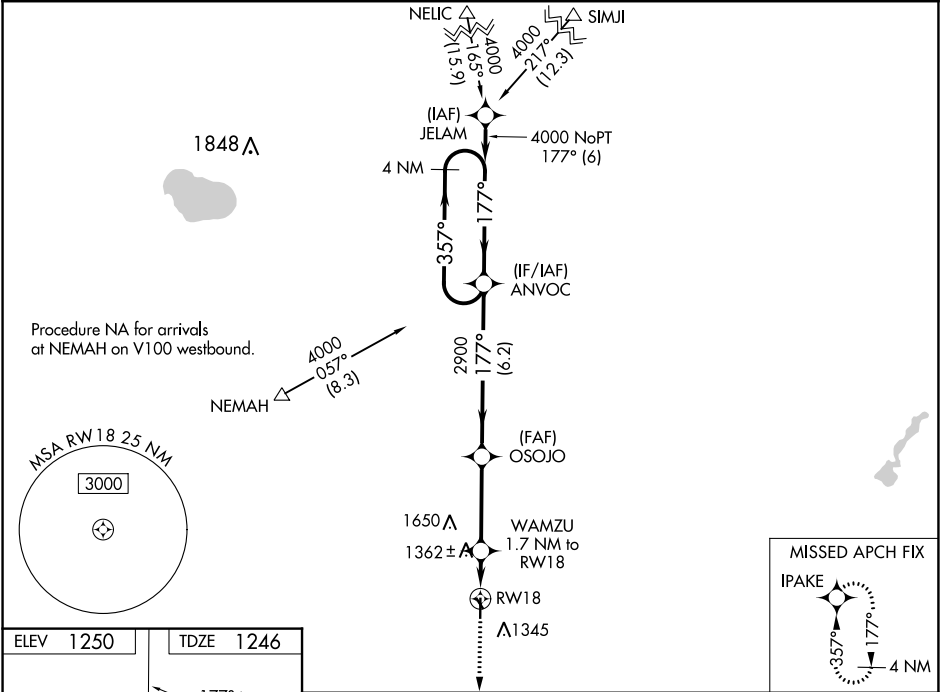 NELIC
SIMJI
4000
165°
(15.9)
4000
217°
(12.3)
(IAF)
JELAM
4000 NoPT
177° (6)
1848
4 NM
177°
357°
(IF/IAF)
ANVOC
Procedure NA for arrivals
at NEMAH on V100 westbound.
4000
057°
(8.3)
NEMAH
2900
177°
(6.2)
(FAF)
OSOJO
MSA RW18 25 NM
3000
1650
1362 ±
WAMZU
1.7 NM to
RW18
RW18
1345
MISSED APCH FIX
IPAKE
357°
177°
4 NM
ELEV 1250
TDZE 1246